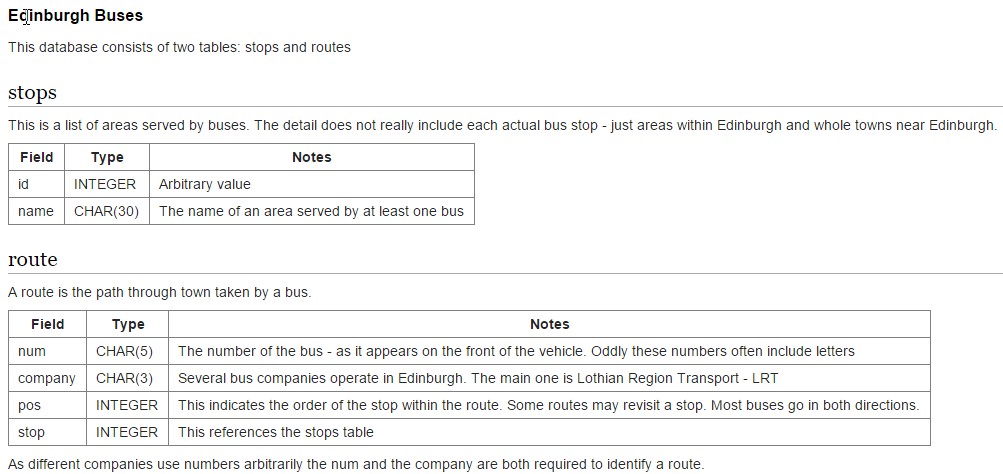 Edinburgh Buses
This database consists of two tables: stops and routes
stops
This is a list of areas served by buses. The detail does not really include each actual bus stop - just areas within Edinburgh and whole towns near Edinburgh.
Field Type Notes
id INTEGER Arbitrary value
name CHAR(30) The name of an area served by at least one bus
route
A route is the path through town taken by a bus.
Field Type Notes
num CHAR(5) The number of the bus - as it appears on the front of the vehicle. Oddly these numbers often include letters
company CHAR(3) Several bus companies operate in Edinburgh. The main one is Lothian Region Transport - LRT
pos INTEGER This indicates the order of the stop within the route. Some routes may revisit a stop. Most buses go in both directions.
stop INTEGER This references the stops table
As different companies use numbers arbitrarily the num and the company are both required to identify a route.